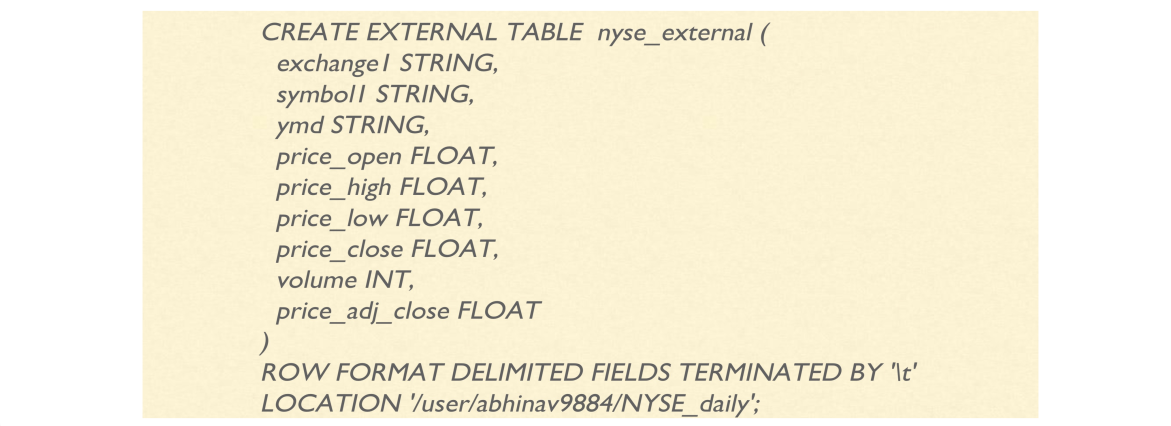 CREATE EXTERNAL TABLE nyse_external (
exchange1 STRING,
symbol1 STRING,
ymd STRING,
price_open FLOAT,
price_high FLOAT,
price_low FLOAT,
price_close FLOAT,
volume INT,
price_adj_close FLOAT
)
ROW FORMAT DELIMITED FIELDS TERMINATED BY '\t'
LOCATION '/user/abhinav9884/NYSE_daily';